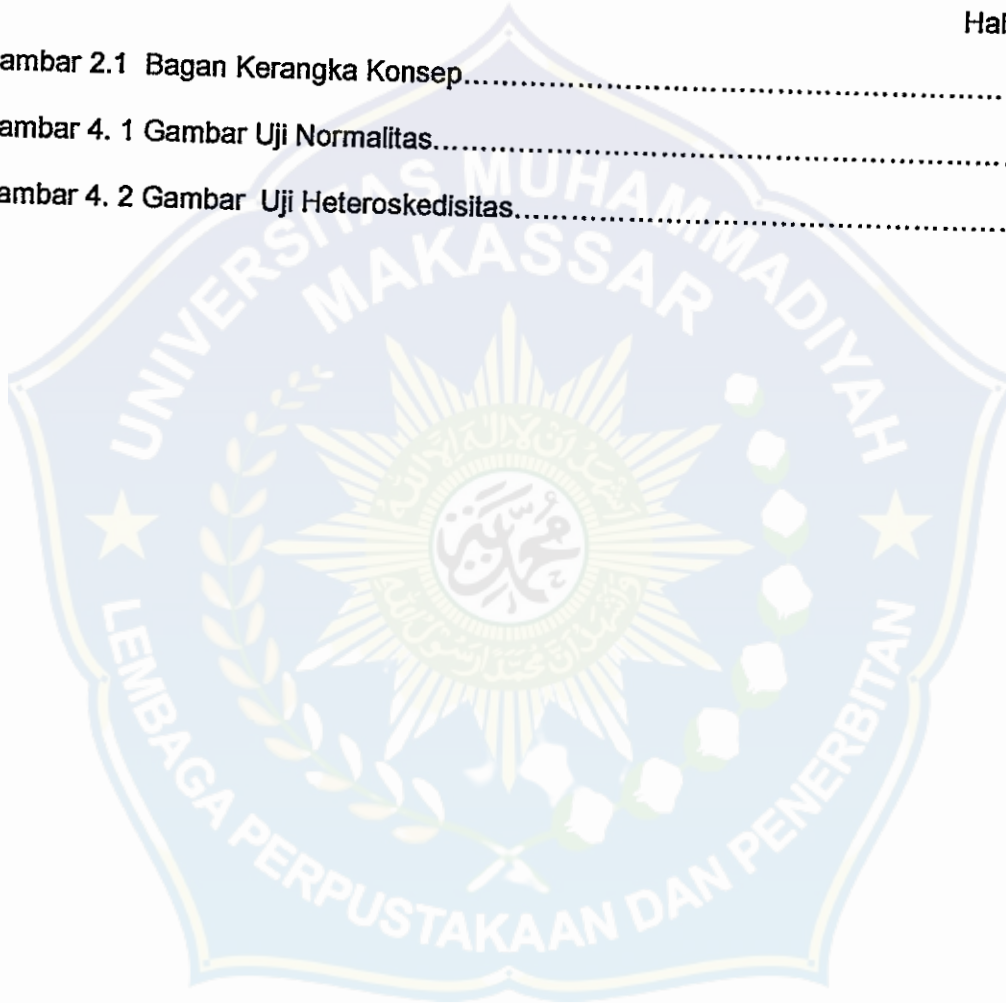 Hal
ambar 2.1 Bagan Kerangka Konsep
ambar 4. 1 Gambar Uji Normalitas
ambar 4. 2 Gambar Uji Heteroskedisitas
UNIVERSITAS MUHAMMADIYAH
MAKASSAR
LEMBAGA PERPUSTAKAAN DAN PENERBITAN